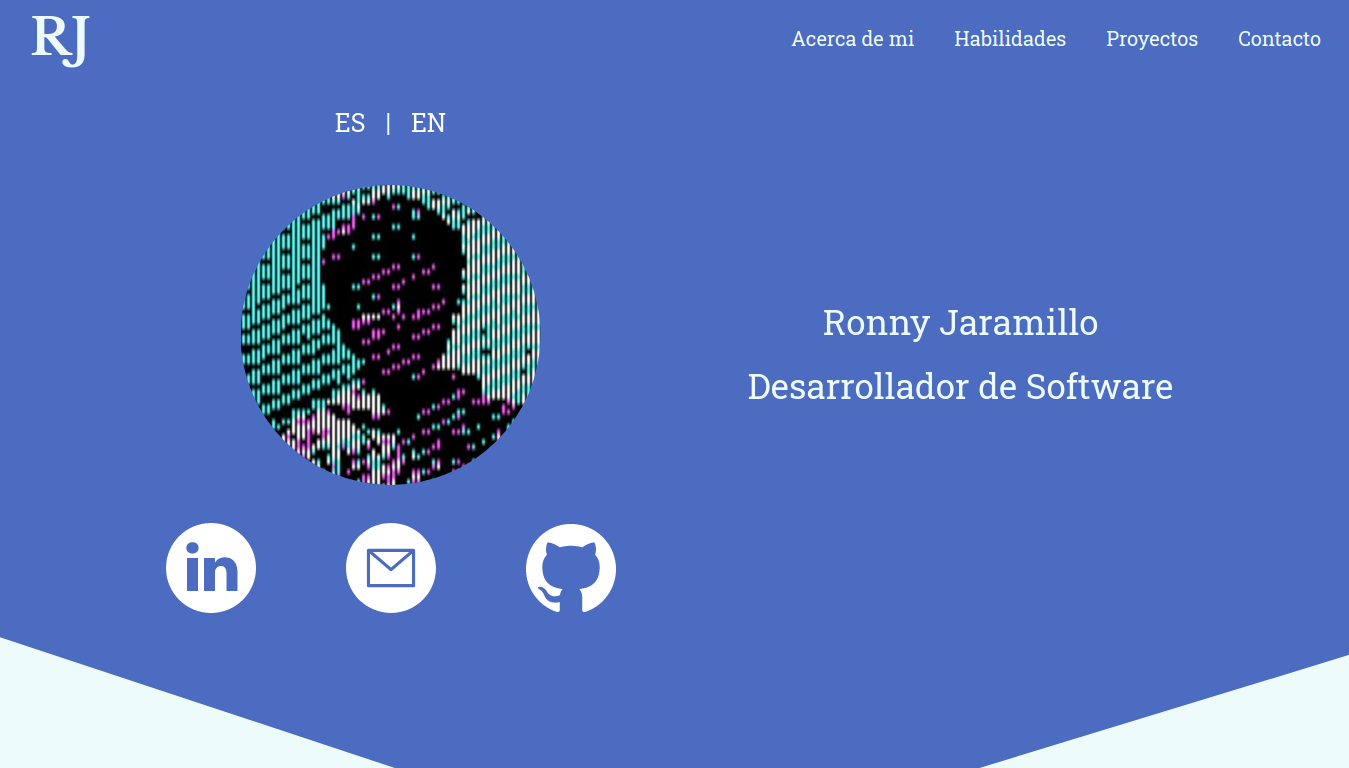 RJ
Acerca de mi Habilidades Proyectos Contacto
ES | EN
Ronny Jaramillo
Desarrollador de Software
in